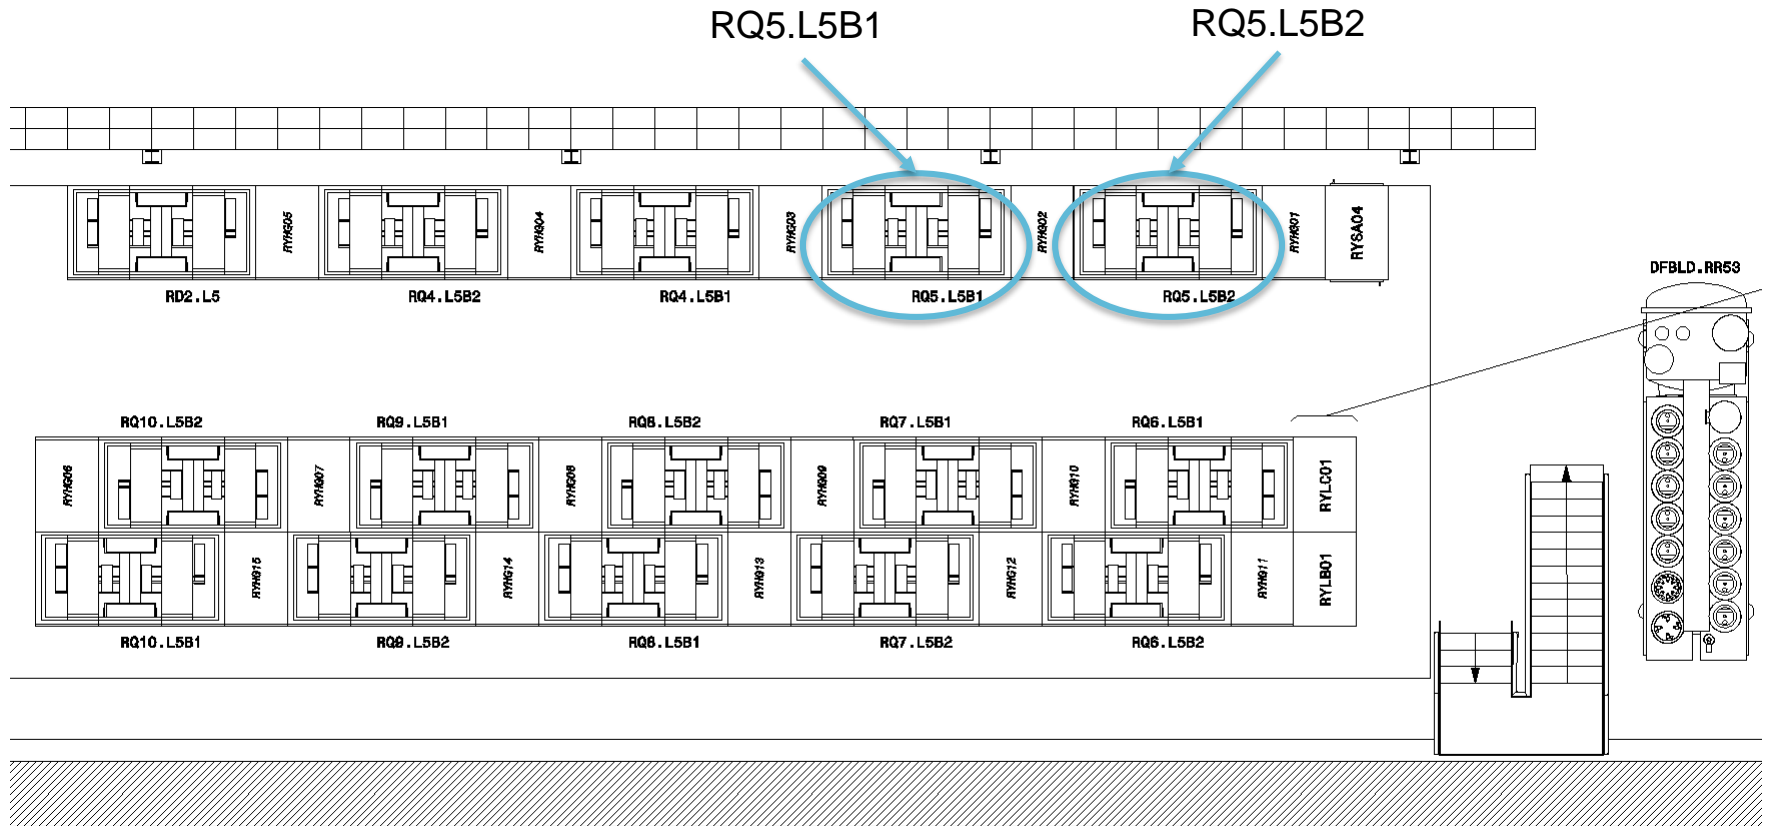 RQ5.L5B1 RQ5.L5B2
RYHG05 RYHG04 RYHG03 RYHG02 RYHG01 RYSA04
RD2.L5 RQ4.L5B2 RQ4.L5B1 RQ5.L5B1 RQ5.L5B2
DFBLD.RR53
RQ10.L5B2 RQ9.L5B1 RQ8.L5B2 RQ7.L5B1 RQ6.L5B1
RYHG06 RYHG07 RYHG08 RYHG09 RYHG10 RYLC01
RYHG15 RYHG14 RYHG13 RYHG12 RYHG11 RYLB01
RQ10.L5B1 RQ9.L5B2 RQ8.L5B1 RQ7.L5B2 RQ6.L5B2